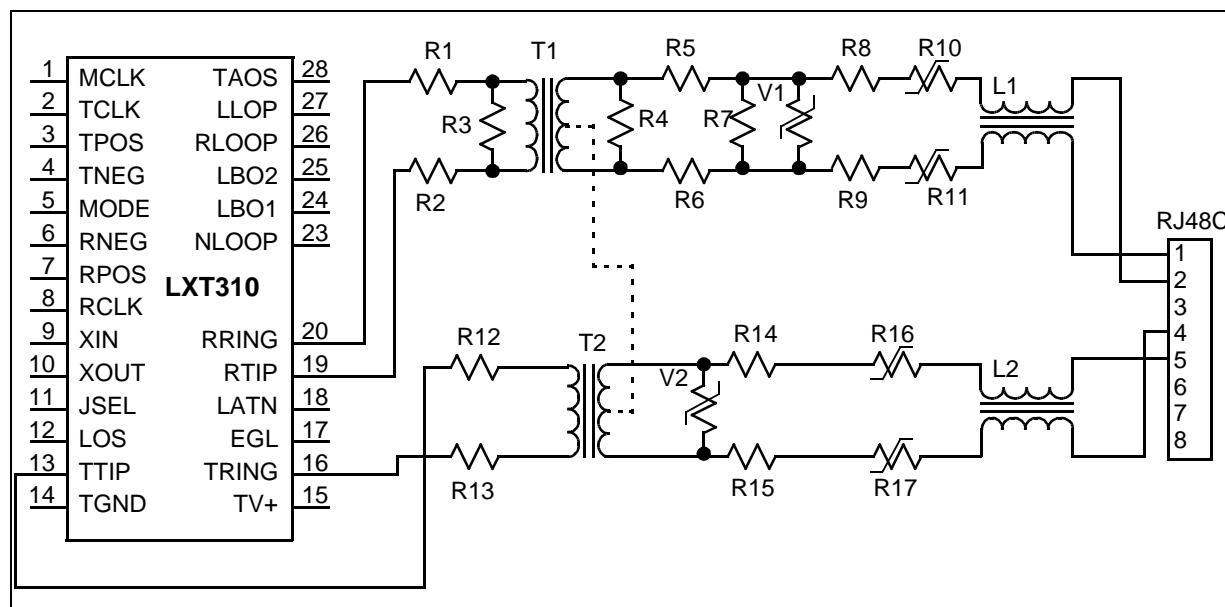 1 MCLK TAOS 28
2 TCLK LLOP 27
3 TPOS RLOOP 26
4 TNEG LBO2 25
5 MODE LBO1 24
6 RNEG NLOOP 23
7 RPOS
LXT310
8 RCLK
9 XIN RRING 20
10 XOUT RTIP 19
11 JSEL LATN 18
12 LOS EGL 17
13 TTIP TRING 16
14 TGND TV+ 15
R1 T1 R5 R8 R10
L1
V1
R3 R4 R7
R2 R6 R9 R11
RJ48C
1
2
3
4
5
6
7
8
R12 T2 R14 R16
L2
V2
R13 R15 R17